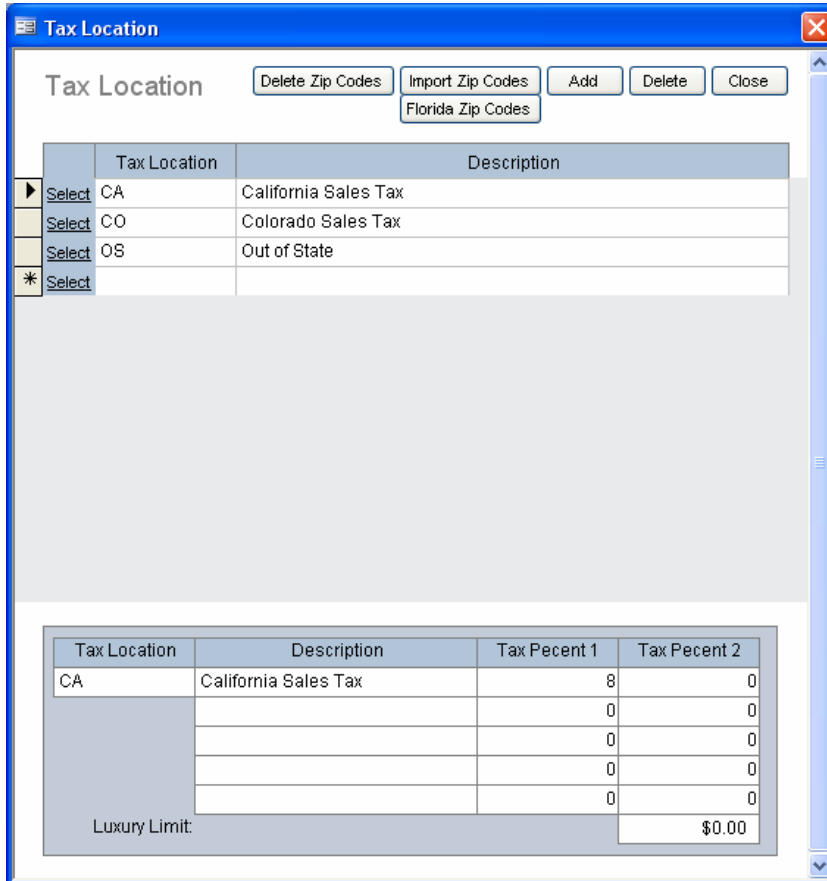 Tax Location
Tax Location Delete Zip Codes Import Zip Codes Add Delete Close
Florida Zip Codes
Tax Location Description
Select CA California Sales Tax
Select CO Colorado Sales Tax
Select OS Out of State
* Select
Tax Location Description Tax Pecent 1 Tax Pecent 2
CA California Sales Tax 8 0
0 0
0 0
0 0
0 0
Luxury Limit: $0.00